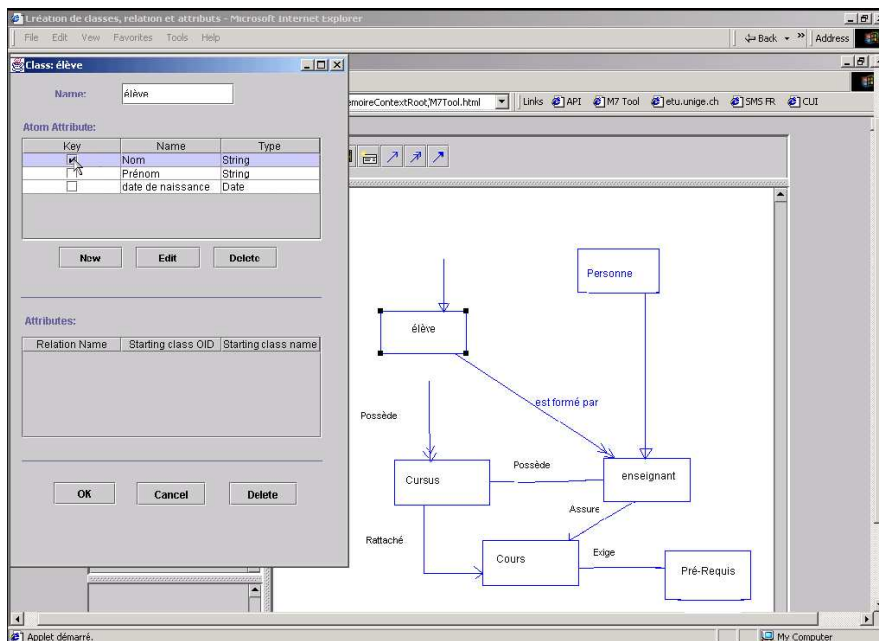 Lréation de classes, relation et attributs - Microsoft Internet Explorer
File Edit Vew Favorites Tools Help
Back » Address
Class: élève
Name: élève
emoireContextRoot/M7Tool.html Links API M7 Tool etu.unige.ch SMS FR CUI
Atom Attribute:
Key Name Type
Nom String
Prénom String
date de naissance Date
New Edit Delete
Attributes:
Relation Name Starting class OID Starting class name
OK Cancel Delete
Personne
élève
est formé par
Possède
Possède
enseignant
Cursus
Assure
Rattaché
Exige
Cours
Pré-Requis
Applet démarré. My Computer